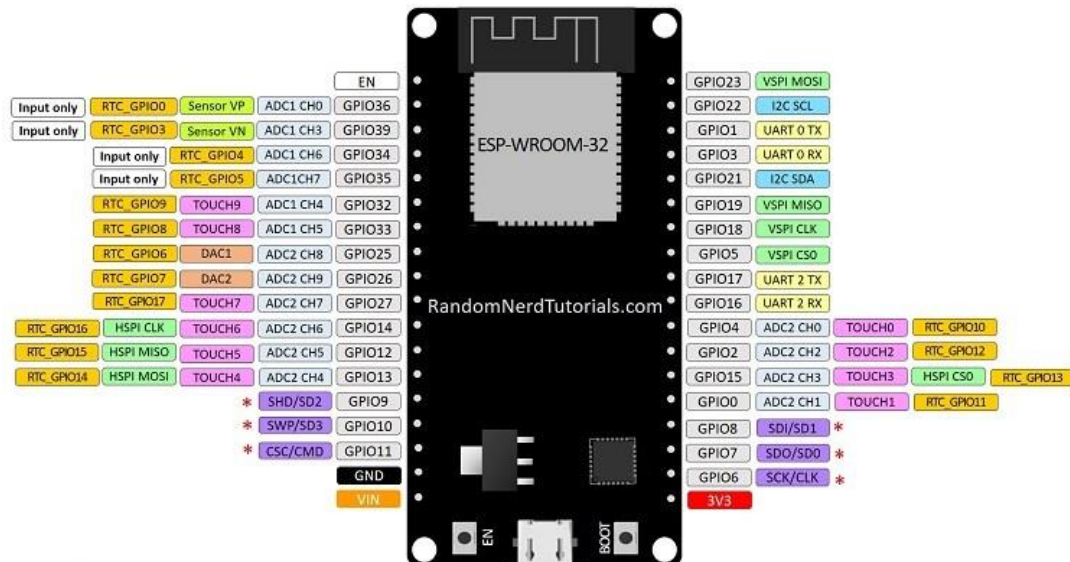 EN GPIO23 VSPI MOSI
Input only RTC_GPIO0 Sensor VP ADC1 CH0 GPIO36 GPIO22 I2C SCL
Input only RTC_GPIO3 Sensor VN ADC1 CH3 GPIO39 GPIO1 UART 0 TX
Input only RTC_GPIO4 ADC1 CH6 GPIO34 ESP-WROOM-32 GPIO3 UART 0 RX
Input only RTC_GPIO5 ADC1CH7 GPIO35 GPIO21 I2C SDA
RTC_GPIO9 TOUCH9 ADC1 CH4 GPIO32 GPIO19 VSPI MISO
RTC_GPIO8 TOUCH8 ADC1 CH5 GPIO33 GPIO18 VSPI CLK
RTC_GPIO6 DAC1 ADC2 CH8 GPIO25 GPIO5 VSPI CS0
RTC_GPIO7 DAC2 ADC2 CH9 GPIO26 GPIO17 UART 2 TX
RTC_GPIO17 TOUCH7 ADC2 CH7 GPIO27 RandomNerdTutorials.com GPIO16 UART 2 RX
RTC_GPIO16 HSPI CLK TOUCH6 ADC2 CH6 GPIO14 GPIO4 ADC2 CH0 TOUCH0 RTC_GPIO10
RTC_GPIO15 HSPI MISO TOUCH5 ADC2 CH5 GPIO12 GPIO2 ADC2 CH2 TOUCH2 RTC_GPIO12
RTC_GPIO14 HSPI MOSI TOUCH4 ADC2 CH4 GPIO13 GPIO15 ADC2 CH3 TOUCH3 HSPI CS0 RTC_GPIO13
* SHD/SD2 GPIO9 GPIO0 ADC2 CH1 TOUCH1 RTC_GPIO11
* SWP/SD3 GPIO10 GPIO8 SDI/SD1 *
* CSC/CMD GPIO11 GPIO7 SDO/SD0 *
GND GPIO6 SCK/CLK *
VIN 3V3
EN BOOT